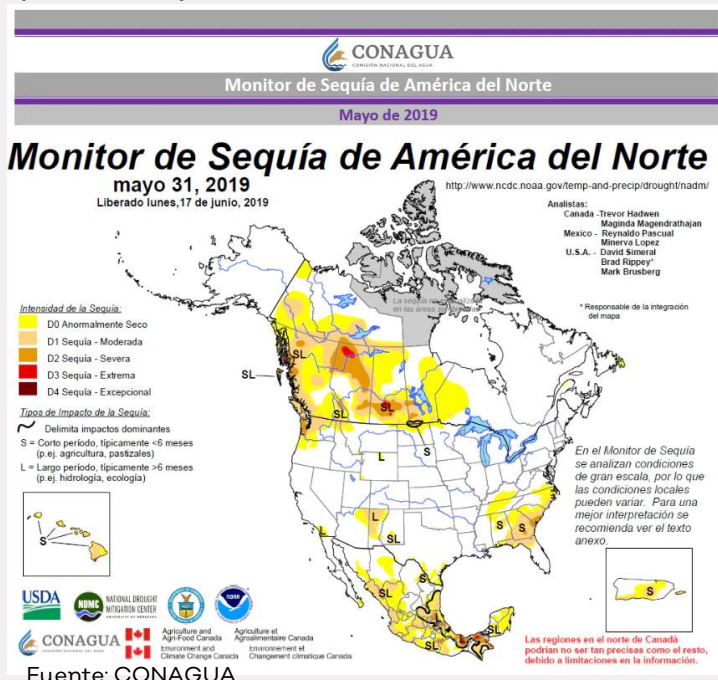 CONAGUA
COMISIÓN NACIONAL DEL AGUA
Monitor de Sequía de América del Norte
Mayo de 2019
Monitor de Sequía de América del Norte
mayo 31, 2019
Liberado lunes,17 de junio, 2019
http://www.ncdc.noaa.gov/temp-and-precip/drought/nadm/
Analistas:
Canada -Trevor Hadwen
Maginda Magendrathajan
Mexico - Reynaldo Pascual
Minerva Lopez
U.S.A. - David Simeral
Brad Rippey*
Mark Brusberg
* Responsable de la integración
del mapa
La sequía no
en las áreas
Intensidad de la Sequía:
D0 Anormalmente Seco
D1 Sequía - Moderada
D2 Sequía - Severa
D3 Sequía - Extrema
D4 Sequía - Excepcional
Tipos de Impacto de la Sequía:
Delimita impactos dominantes
S = Corto período, típicamente <6 meses
(p.ej. agricultura, pastizales)
L = Largo período, típicamente >6 meses
(p.ej. hidrología, ecología)
SL
SL
SL
SL
L
S
L
SL
L
S
S
S
SL
SL
L
L
SL
SL
S
S
En el Monitor de Sequía
se analizan condiciones
de gran escala, por lo que
las condiciones locales
pueden variar. Para una
mejor interpretación se
recomienda ver el texto
anexo.
USDA
NDMC
NATIONAL DROUGHT
MITIGATION CENTER
NOAA
CONAGUA
Agriculture and
Agri-Food Canada
Agriculture et
Agroalimentaire Canada
Environment and
Climate Change Canada
Environnement et
Changement climatique Canada
Las regiones en el norte de Canadá
podrían no ser tan precisas como el resto,
debido a limitaciones en la información.
Fuente: CONAGUA